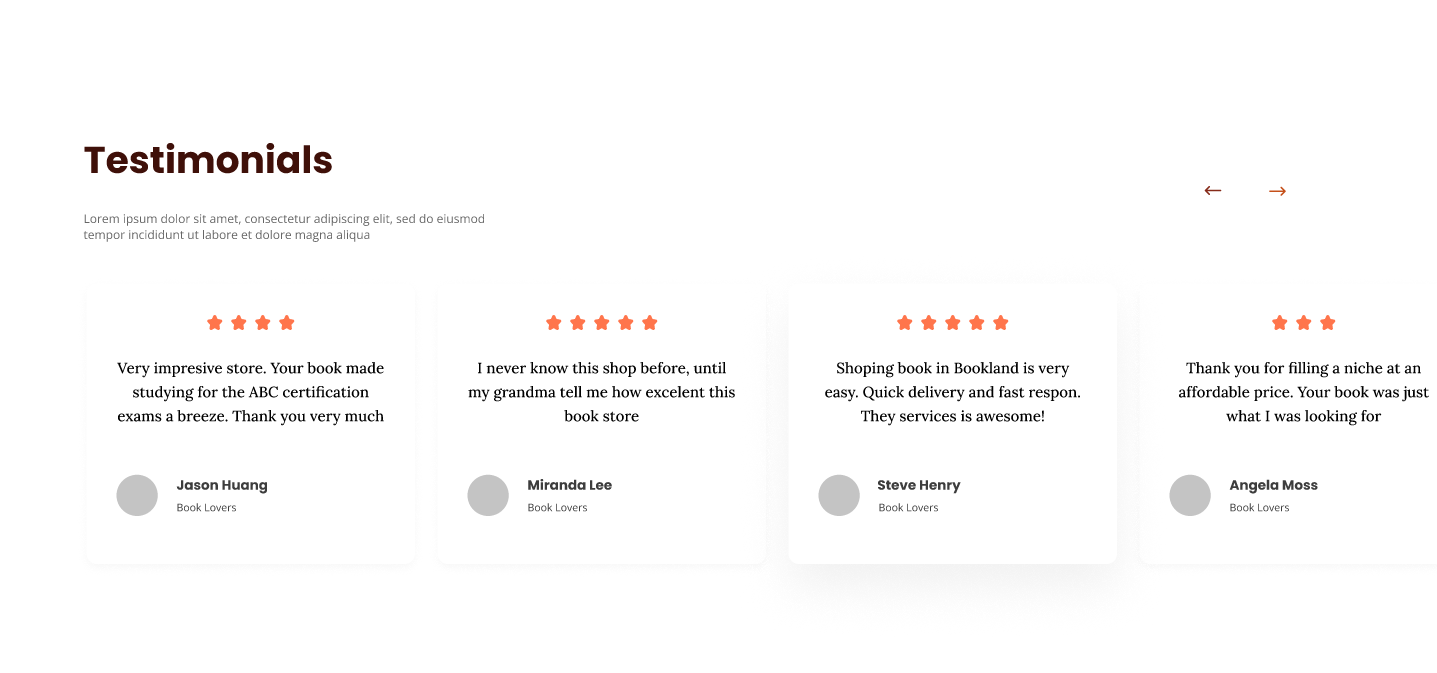 Testimonials
Lorem ipsum dolor sit amet, consectetur adipiscing elit, sed do eiusmod
tempor incididunt ut labore et dolore magna aliqua
Very impresive store. Your book made
studying for the ABC certification
exams a breeze. Thank you very much
Jason Huang
Book Lovers
I never know this shop before, until
my grandma tell me how excelent this
book store
Miranda Lee
Book Lovers
Shoping book in Bookland is very
easy. Quick delivery and fast respon.
They services is awesome!
Steve Henry
Book Lovers
Thank you for filling a niche at an
affordable price. Your book was just
what I was looking for
Angela Moss
Book Lovers